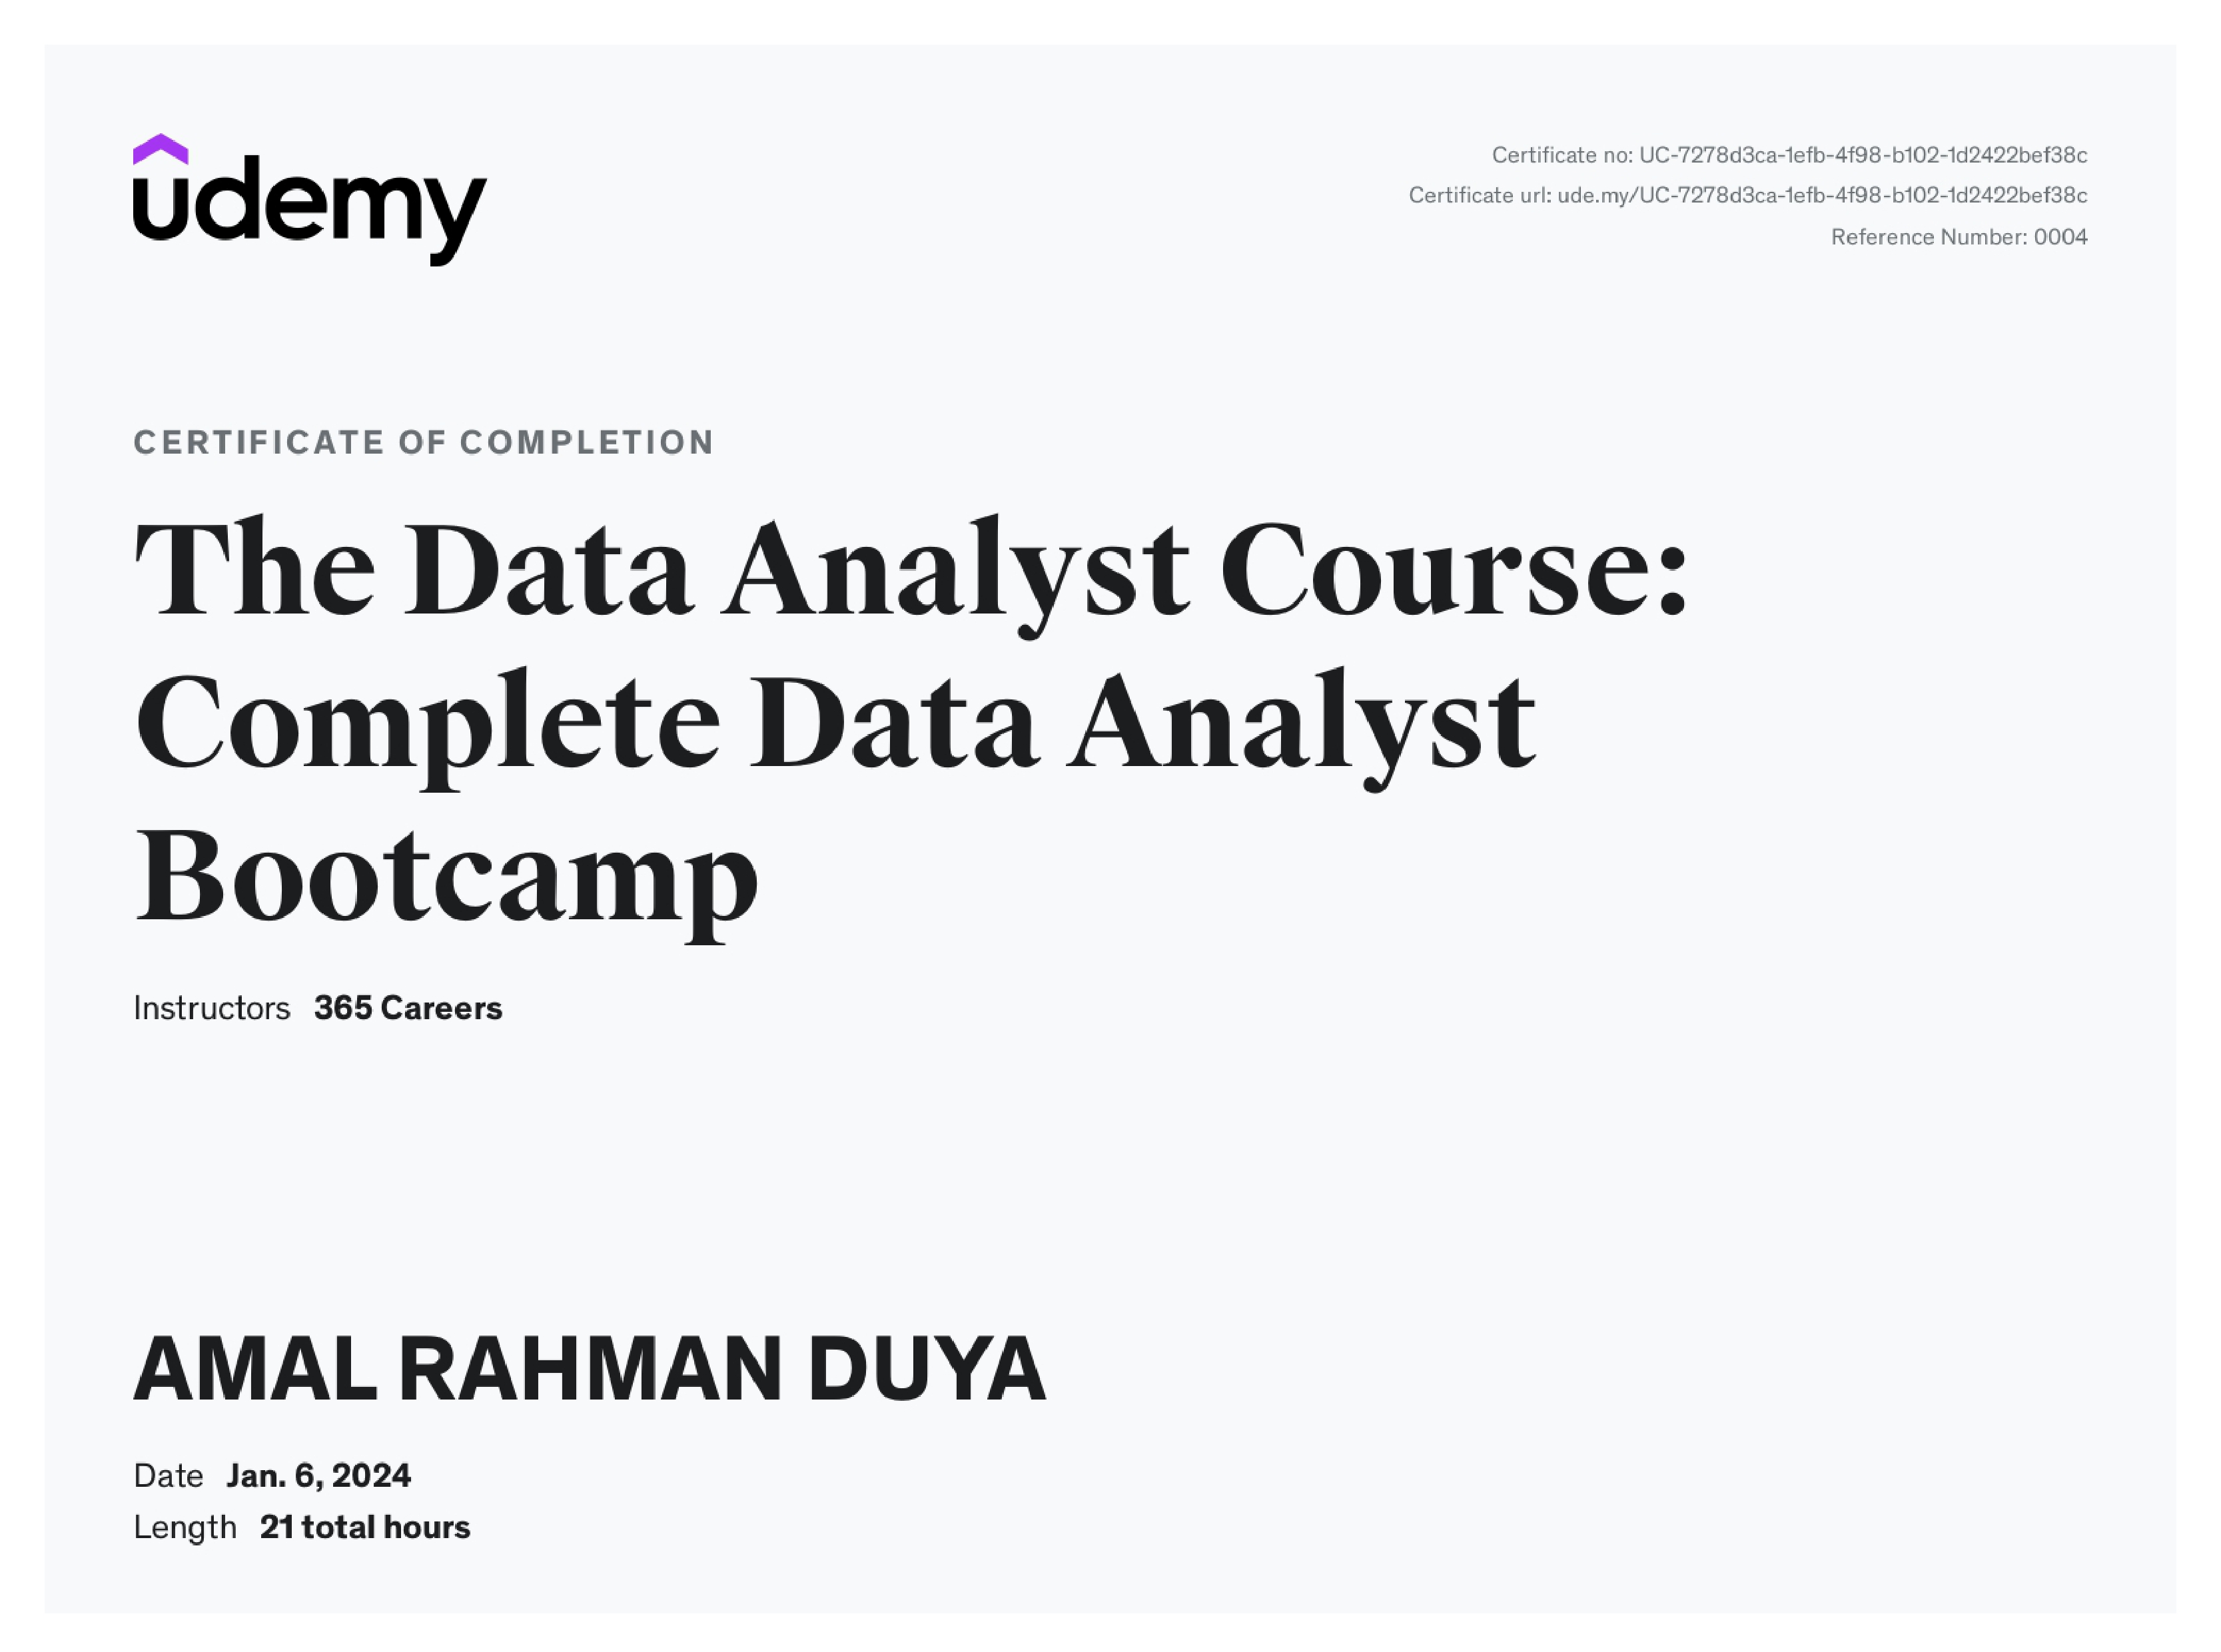 udemy
Certificate no: UC-7278d3ca-1efb-4f98-b102-1d2422bef38c
Certificate url: ude.my/UC-7278d3ca-1efb-4f98-b102-1d2422bef38c
Reference Number: 0004
CERTIFICATE OF COMPLETION
The Data Analyst Course:
Complete Data Analyst
Bootcamp
Instructors 365 Careers
AMAL RAHMAN DUYA
Date Jan. 6, 2024
Length 21 total hours